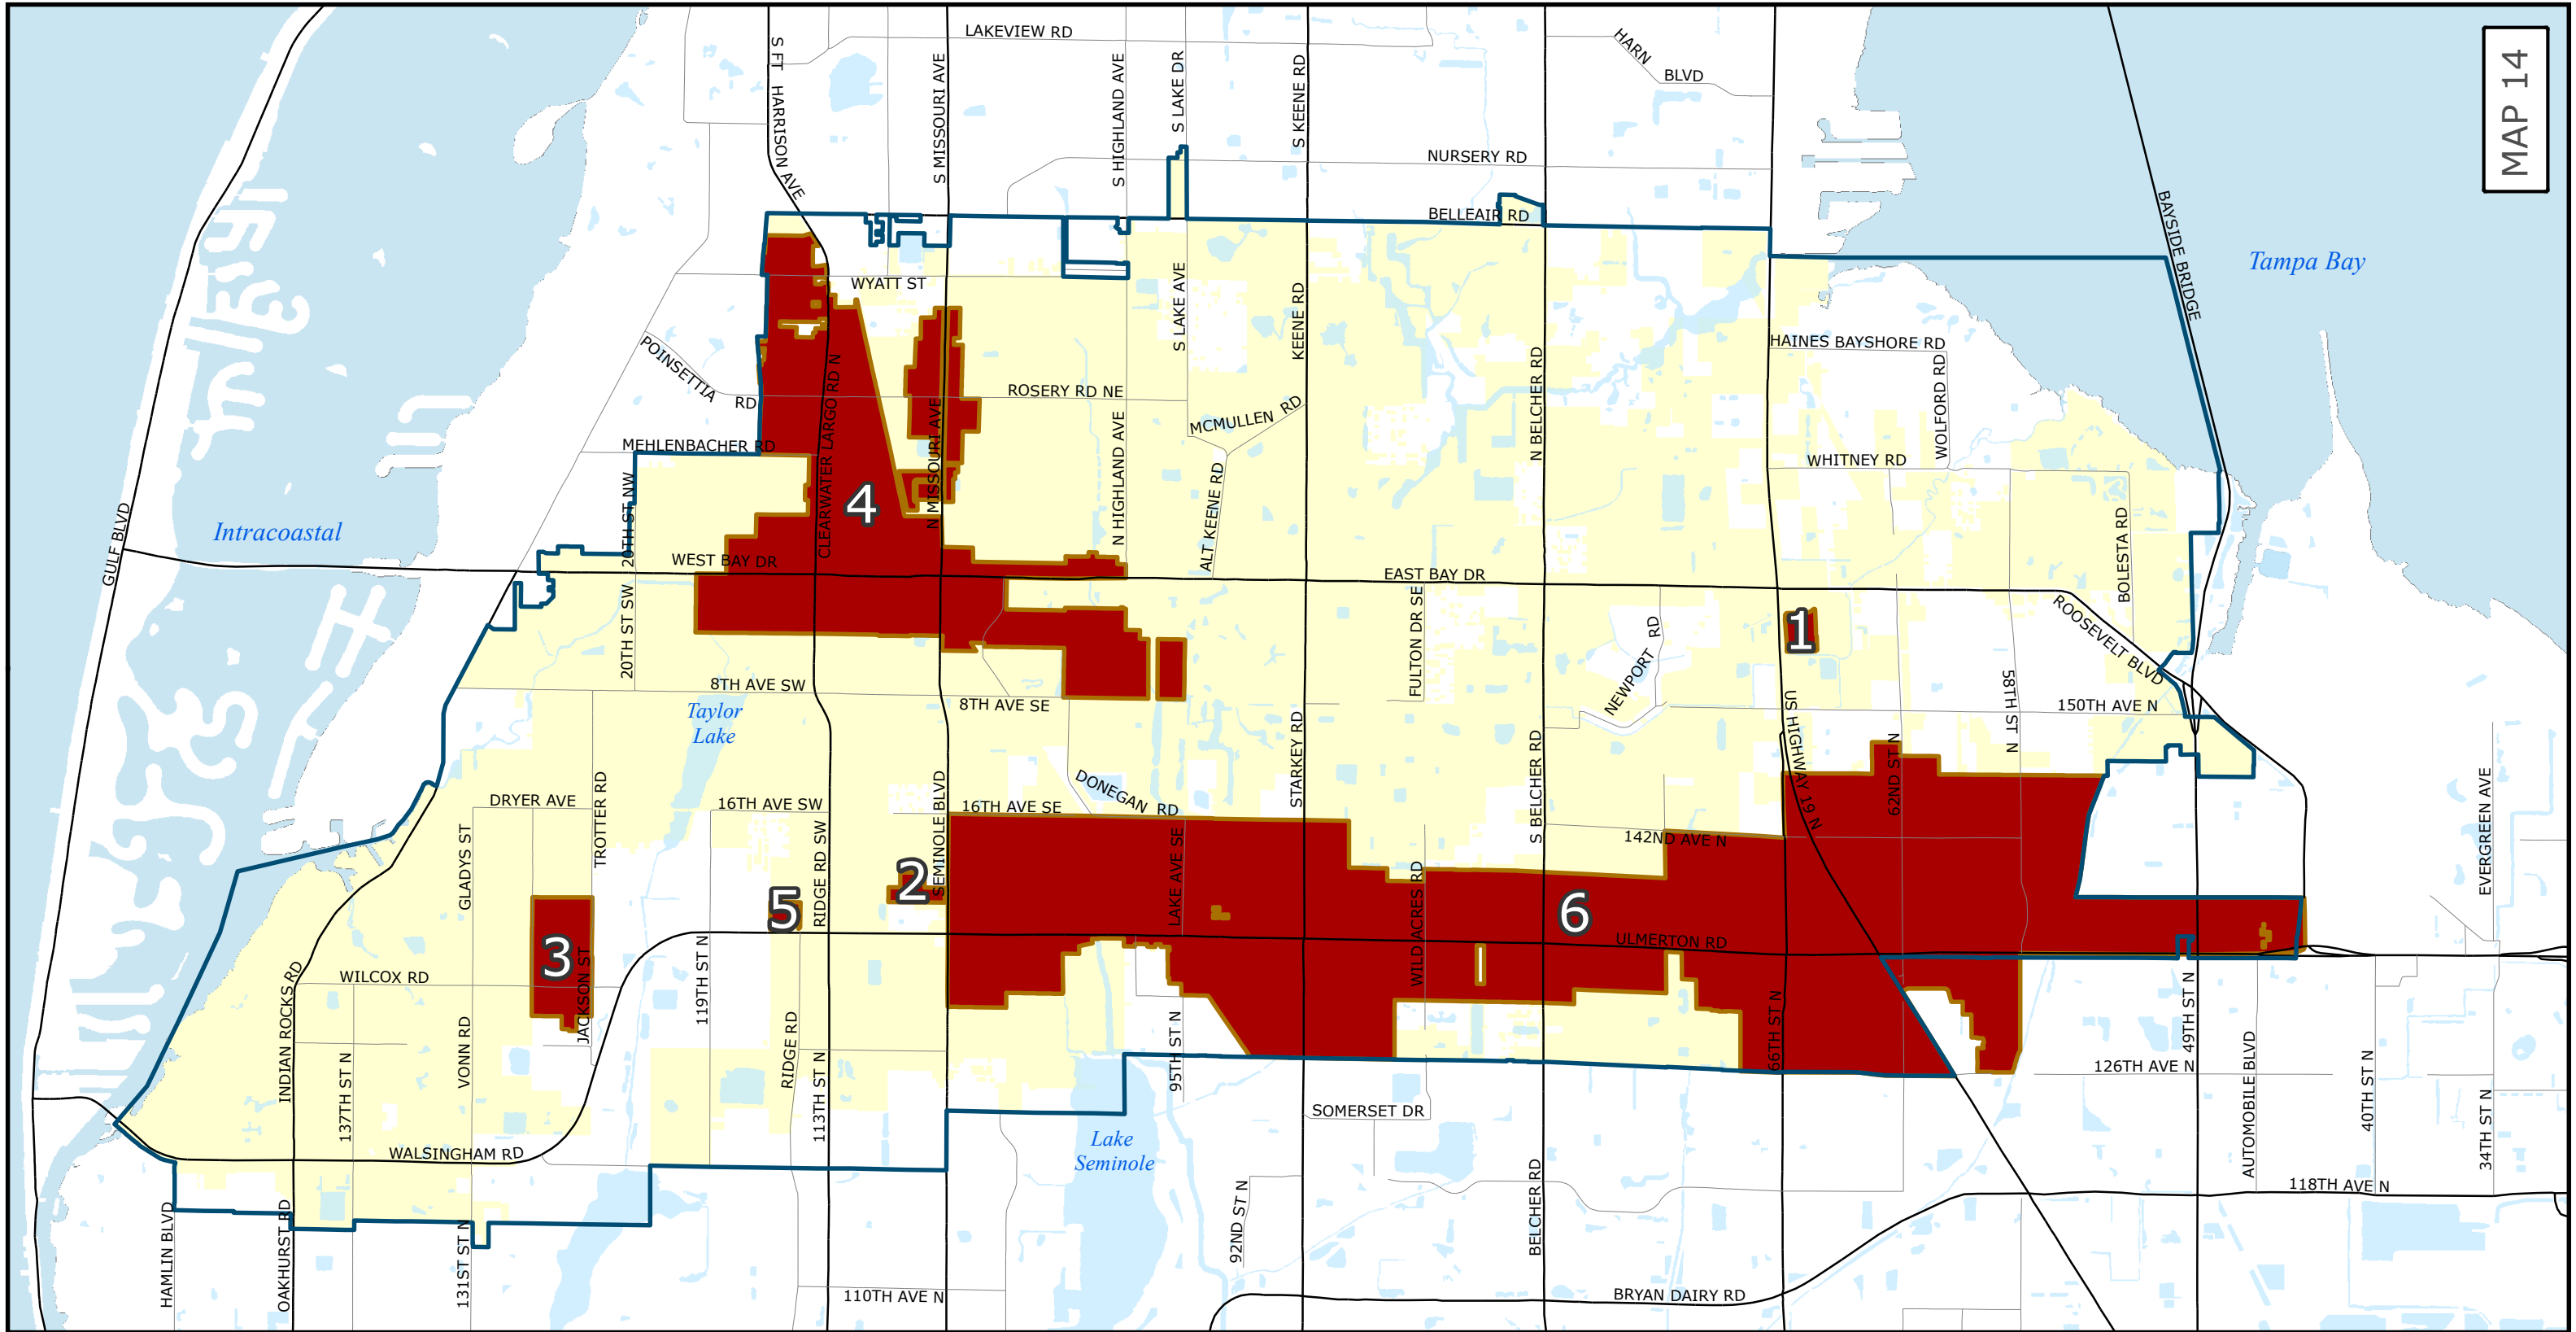 MAP 14
LAKEVIEW RD
HARN
BLVD
S FT HARRISON AVE
S MISSOURI AVE
S HIGHLAND AVE
S LAKE DR
S KEENE RD
NURSERY RD
BELLEAIR RD
BAYSIDE BRIDGE
Tampa Bay
WYATT ST
S LAKE AVE
KEENE RD
HAINES BAYSHORE RD
WOLFORD RD
POINSETTIA
RD
CLEARWATER LARGO RD N
N MISSOURI AVE
ROSERY RD NE
N HIGHLAND AVE
MCMULLEN RD
N BELCHER RD
MEHLENBACHER RD
WHITNEY RD
ALT KEENE RD
20TH ST NW
4
BOLESTA RD
GULF BLVD
Intracoastal
WEST BAY DR
EAST BAY DR
20TH ST SW
FULTON DR SE
NEWPORT RD
1
ROOSEVELT BLVD
8TH AVE SW
8TH AVE SE
Taylor
Lake
STARKEY RD
S BELCHER RD
US HIGHWAY 19 N
58TH ST N
150TH AVE N
62ND ST N
DRYER AVE
TROTTER RD
16TH AVE SW
16TH AVE SE
DONEGAN RD
142ND AVE N
EVERGREEN AVE
GLADYS ST
RIDGE RD SW
SEMINOLE BLVD
LAKE AVE SE
WILD ACRES RD
2
5
6
3
ULMERTON RD
WILCOX RD
JACKSON ST
119TH ST N
INDIAN ROCKS RD
137TH ST N
VONN RD
RIDGE RD
113TH ST N
95TH ST N
66TH ST N
49TH ST N
126TH AVE N
AUTOMOBILE BLVD
40TH ST N
34TH ST N
SOMERSET DR
Lake
Seminole
WALSINGHAM RD
118TH AVE N
HAMLIN BLVD
OAKHURST RD
131ST ST N
92ND ST N
BELCHER RD
110TH AVE N
BRYAN DAIRY RD